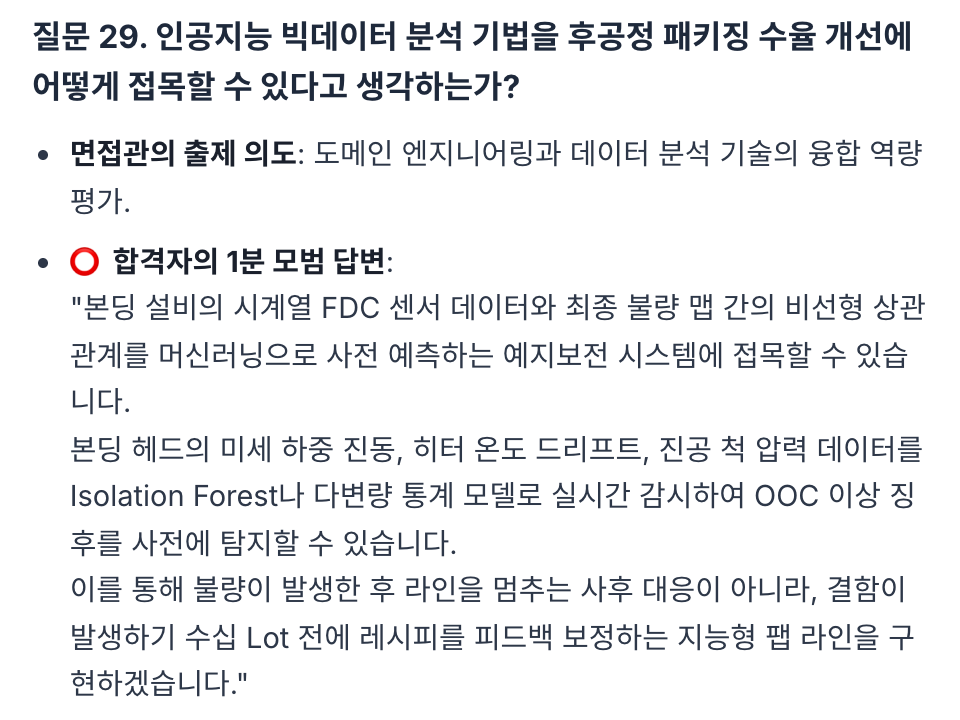 질문 29. 인공지능 빅데이터 분석 기법을 후공정 패키징 수율 개선에
어떻게 접목할 수 있다고 생각하는가?
• 면접관의 출제 의도: 도메인 엔지니어링과 데이터 분석 기술의 융합 역량
평가.
• ⭕ 합격자의 1분 모범 답변:
"본딩 설비의 시계열 FDC 센서 데이터와 최종 불량 맵 간의 비선형 상관
관계를 머신러닝으로 사전 예측하는 예지보전 시스템에 접목할 수 있습
니다.
본딩 헤드의 미세 하중 진동, 히터 온도 드리프트, 진공 척 압력 데이터를
Isolation Forest나 다변량 통계 모델로 실시간 감시하여 OOC 이상 징
후를 사전에 탐지할 수 있습니다.
이를 통해 불량이 발생한 후 라인을 멈추는 사후 대응이 아니라, 결함이
발생하기 수십 Lot 전에 레시피를 피드백 보정하는 지능형 팹 라인을 구
현하겠습니다."